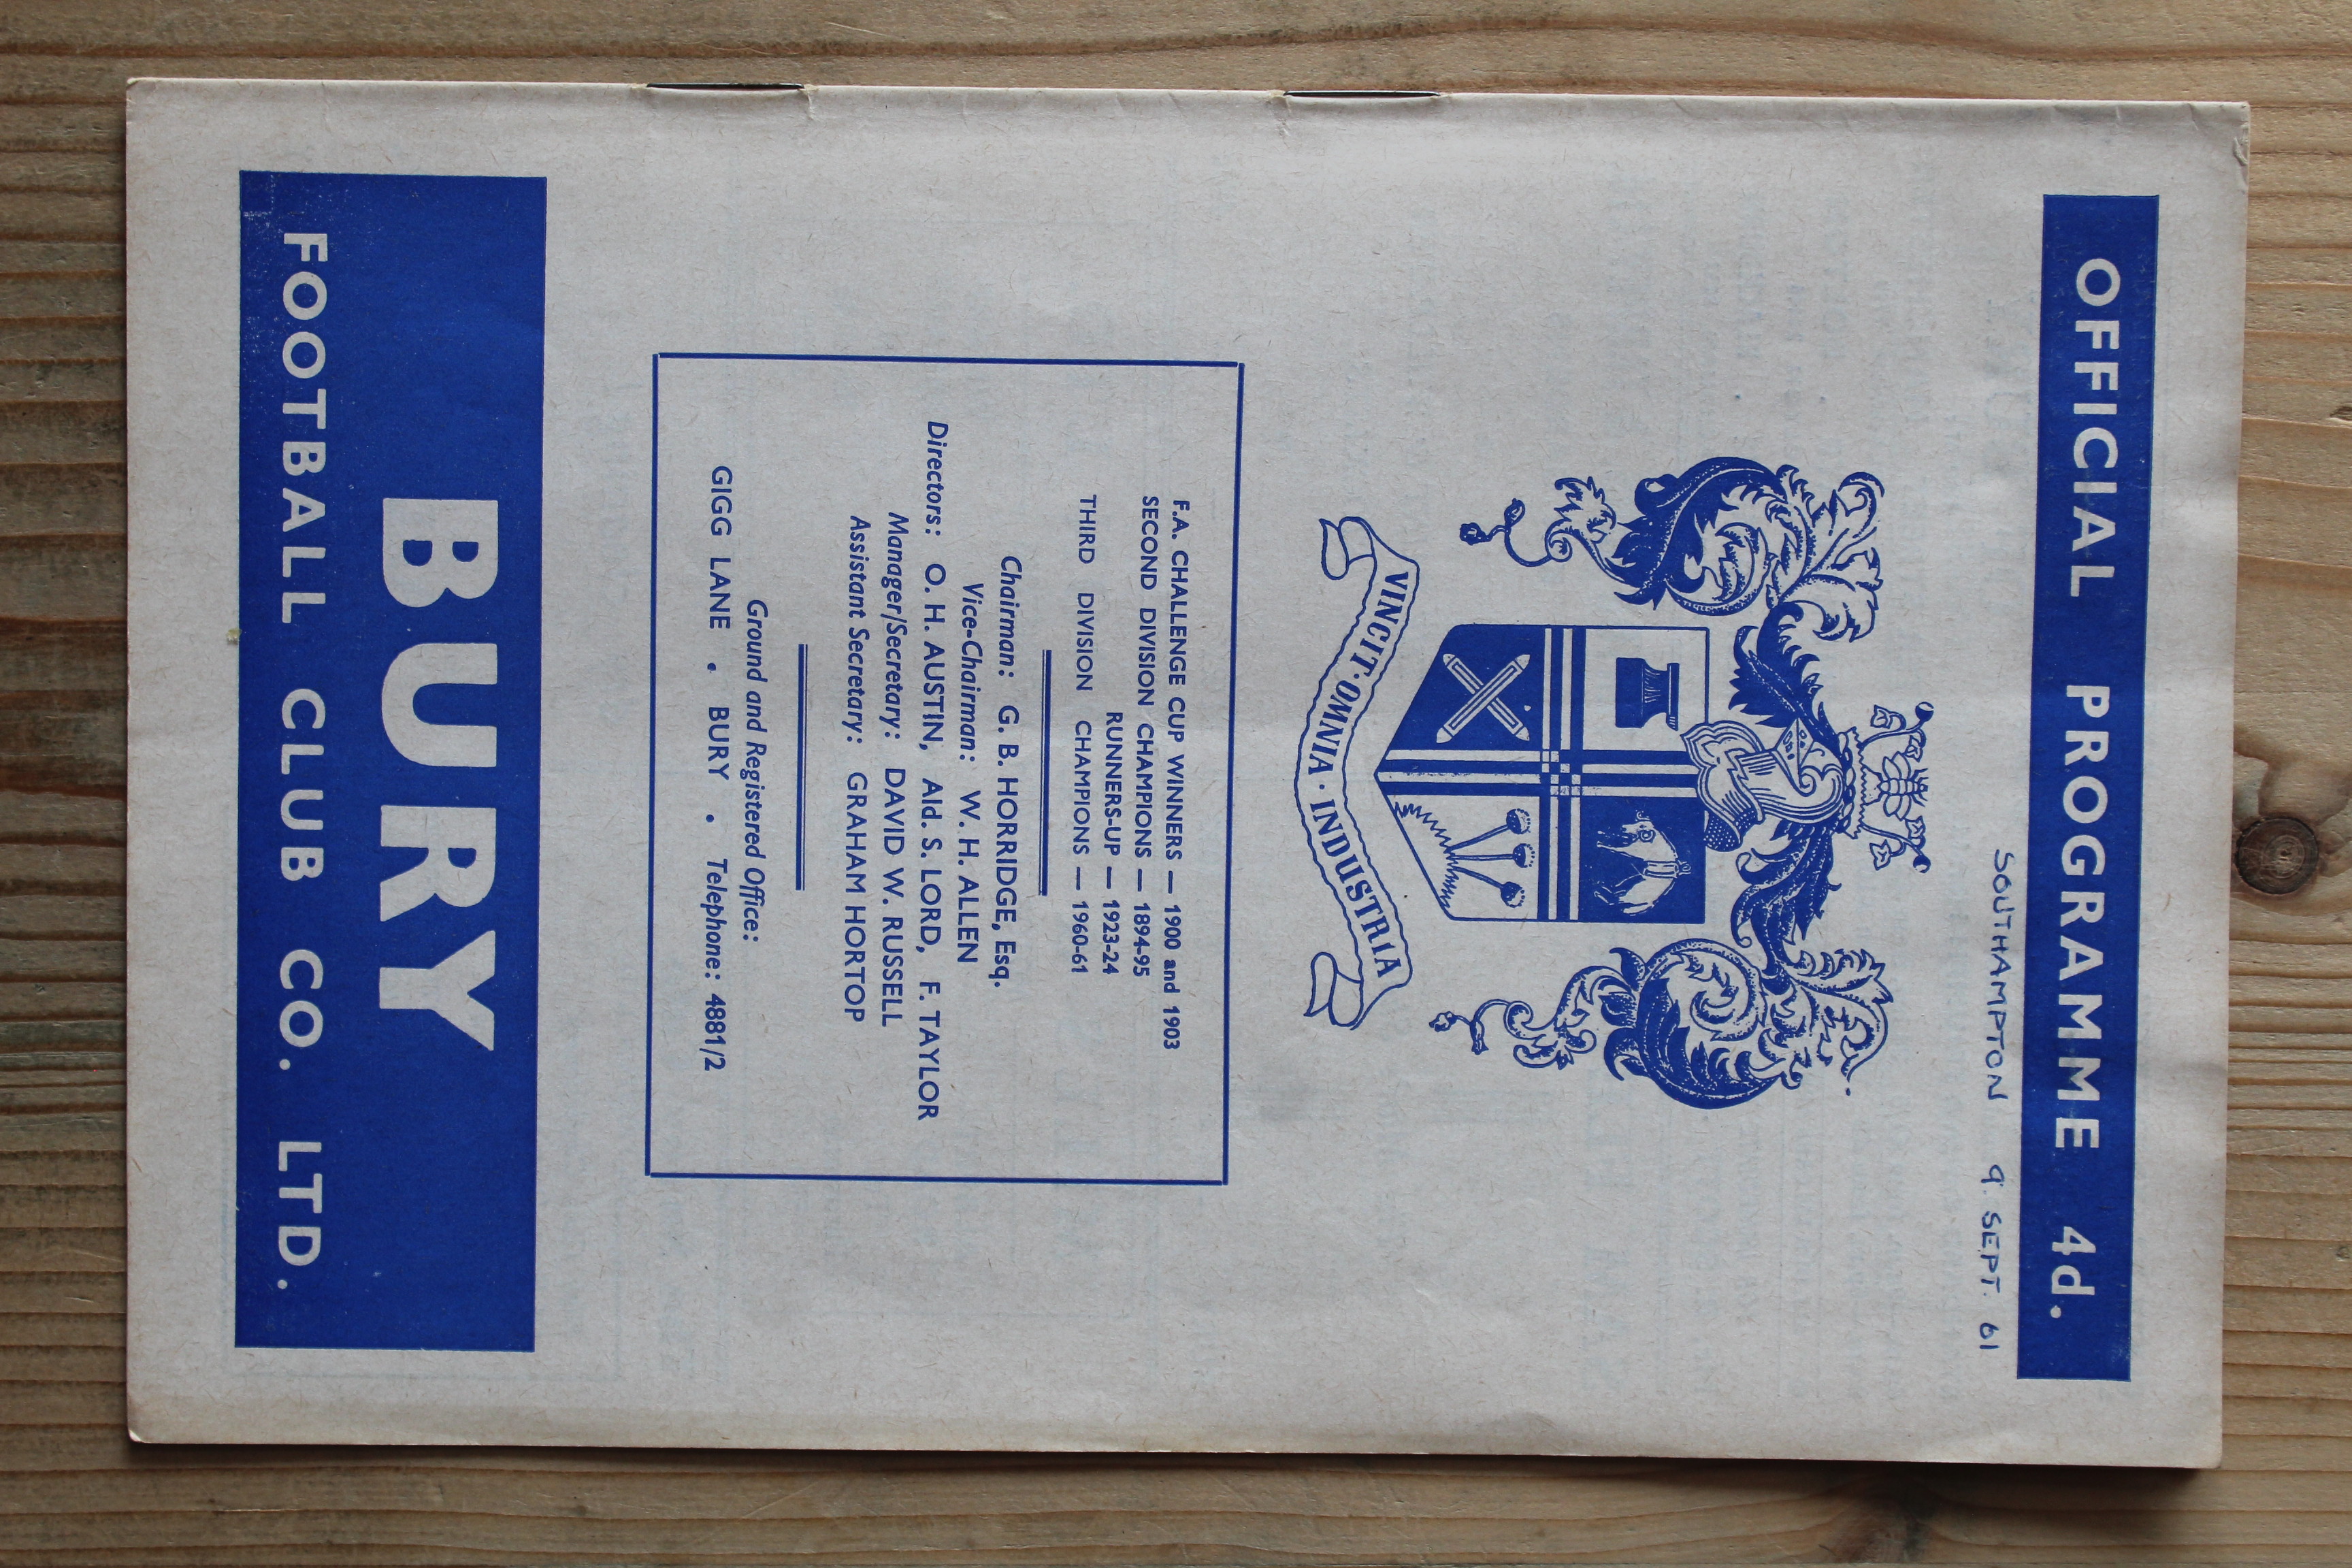 OFFICIAL PROGRAMME 4d.
SOUTHAMPTON 9. SEPT. 61
VINCIT · OMNIA · INDUSTRIA
F.A. CHALLENGE CUP WINNERS — 1900 and 1903
SECOND DIVISION CHAMPIONS — 1894-95
RUNNERS-UP — 1923-24
THIRD DIVISION CHAMPIONS — 1960-61
Chairman: G. B. HORRIDGE, Esq.
Vice-Chairman: W. H. ALLEN
Directors: O. H. AUSTIN, Ald. S. LORD, F. TAYLOR
Manager/Secretary: DAVID W. RUSSELL
Assistant Secretary: GRAHAM HORTOP
Ground and Registered Office:
GIGG LANE . BURY . Telephone: 4881/2
BURY
FOOTBALL CLUB CO. LTD.